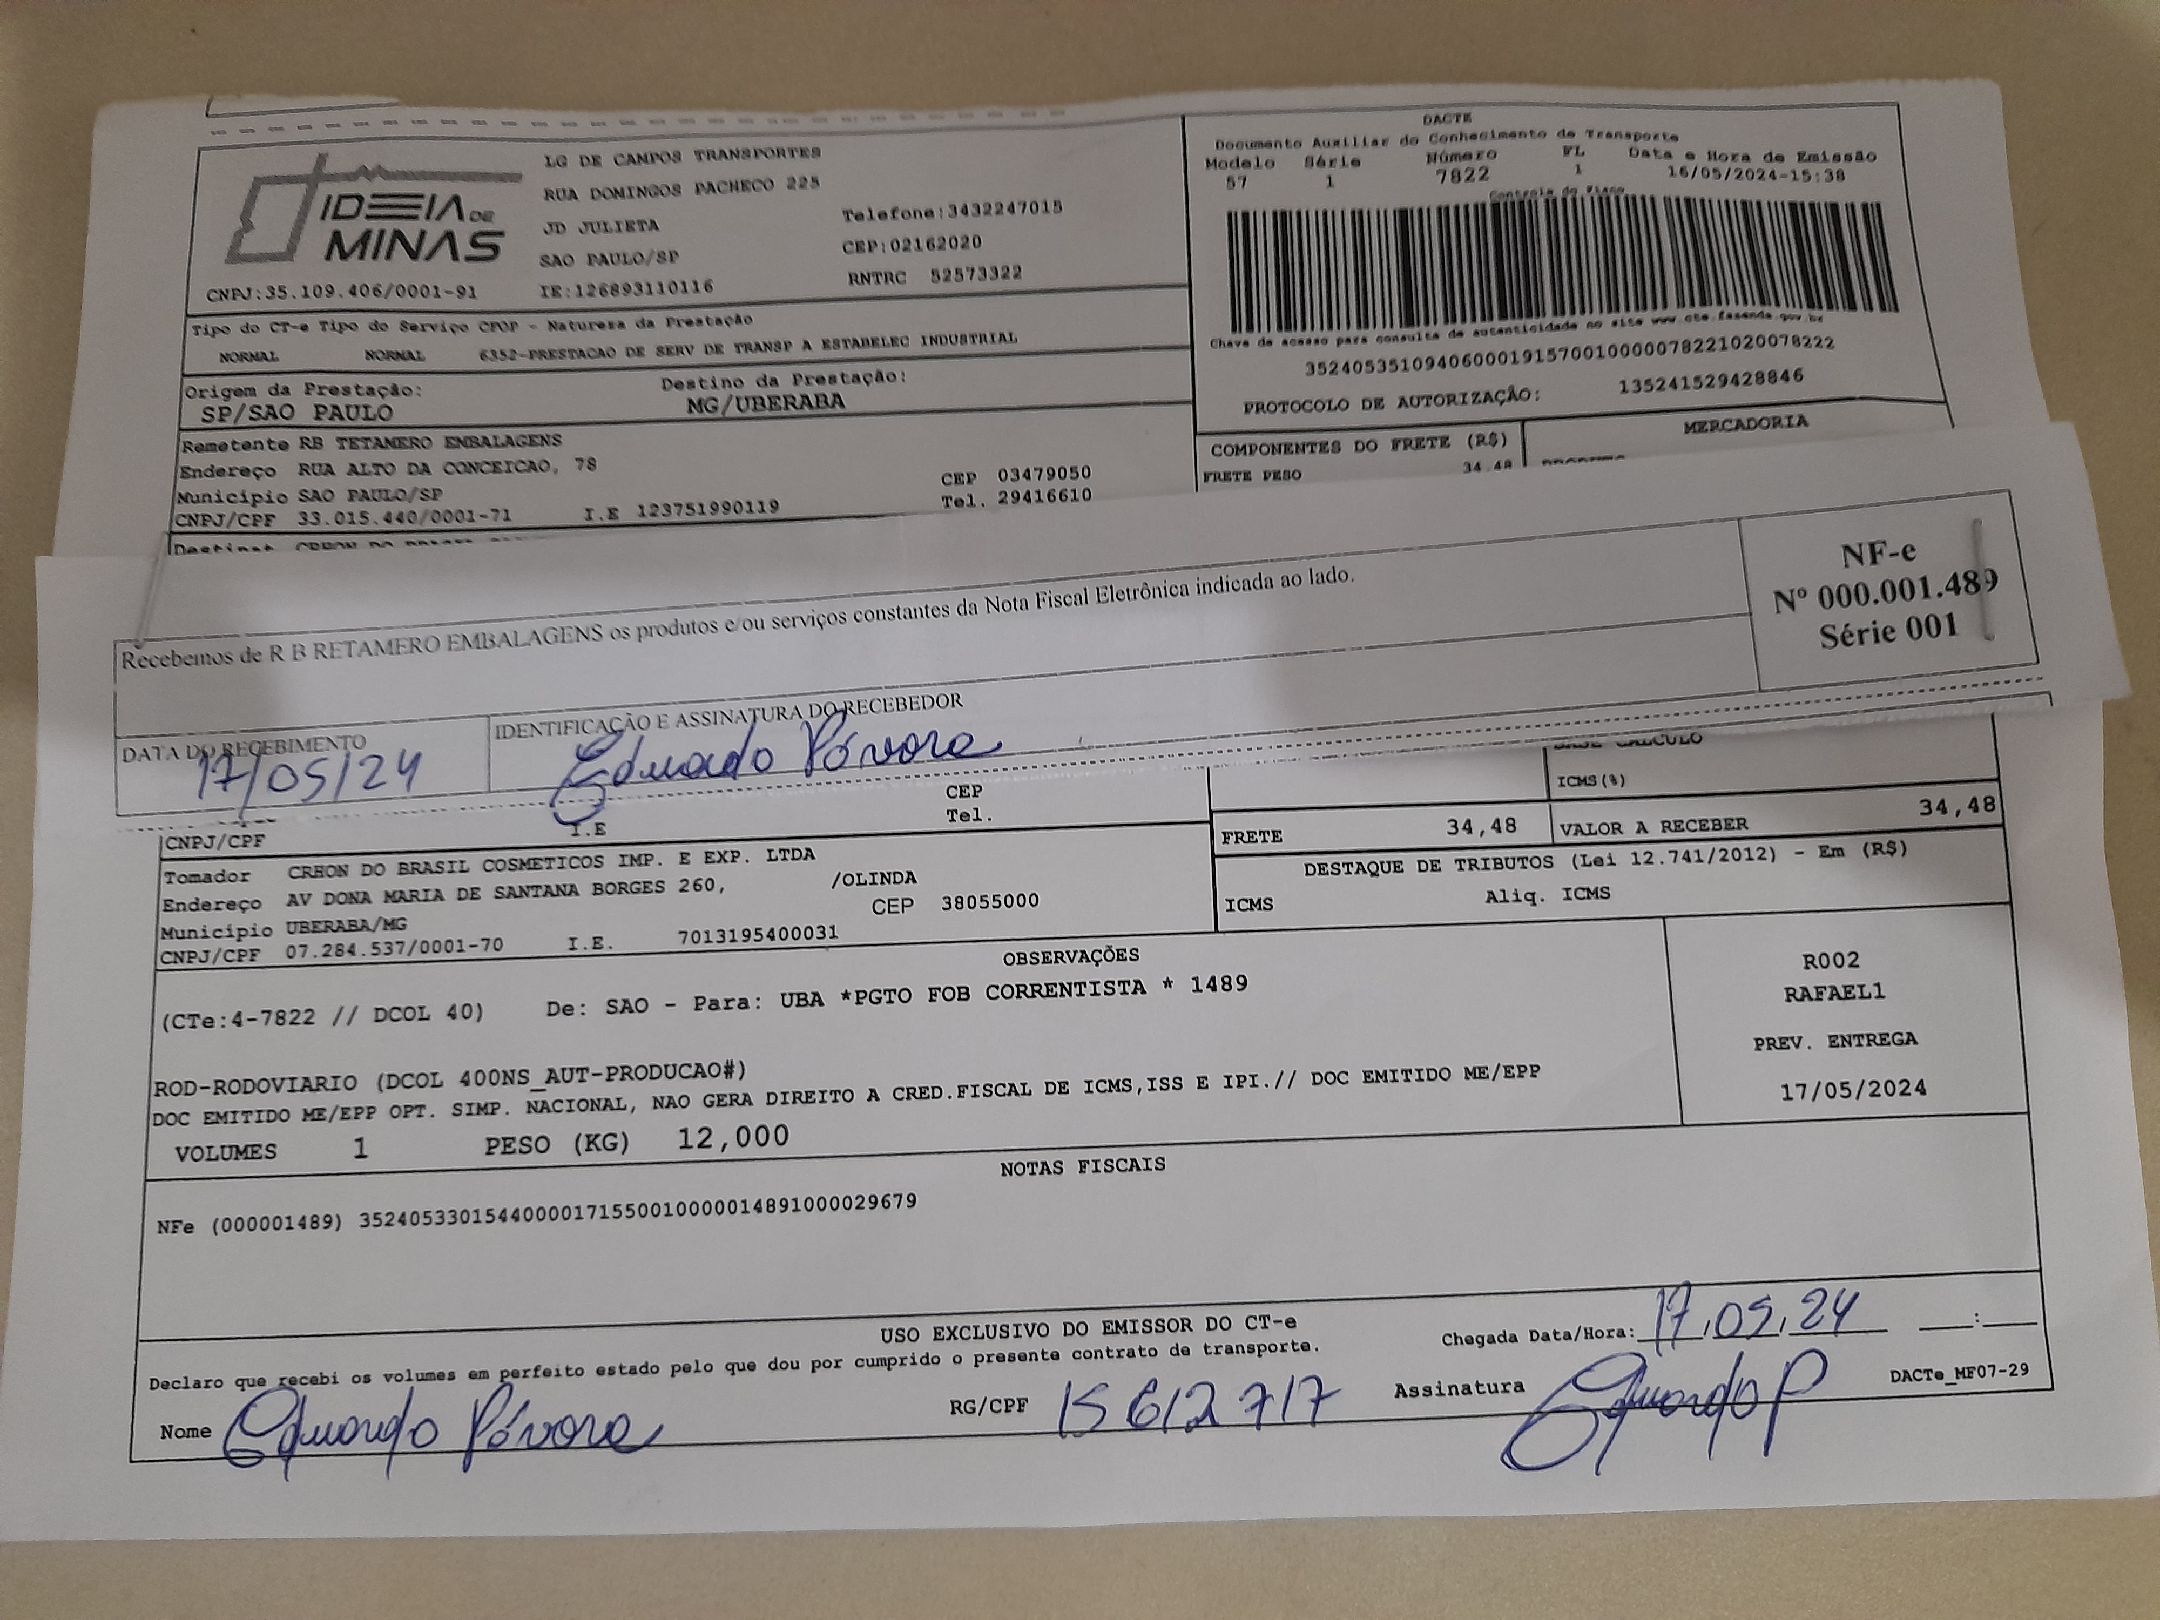 IDEIA DE
MINAS
CNPJ:35.109.406/0001-91
LG DE CAMPOS TRANSPORTES
RUA DOMINGOS PACHECO 225
JD JULIETA
SAO PAULO/SP
IE:126893110116
Telefone:3432247015
CEP:02162020
RNTRC 52573322
DACTE
Documento Auxiliar do Conhecimento de Transporte
Modelo Série Número FL Data e Hora de Emissão
57 1 7822 1 16/05/2024-15:38
Controle do Fisco
Chave de acesso para consulta de autenticidade no site www.cte.fazenda.gov.br
35240535109406000191570010000078221020078222
PROTOCOLO DE AUTORIZAÇÃO: 135241529428846
Tipo do CT-e Tipo do Serviço CFOP - Natureza da Prestação
NORMAL NORMAL 6352-PRESTACAO DE SERV DE TRANSP A ESTABELEC INDUSTRIAL
Origem da Prestação: Destino da Prestação:
SP/SAO PAULO MG/UBERABA
Remetente RB TETAMERO EMBALAGENS
Endereço RUA ALTO DA CONCEICAO, 78
Município SAO PAULO/SP CEP 03479050
CNPJ/CPF 33.015.440/0001-71 I.E 123751990119 Tel. 29416610
COMPONENTES DO FRETE (R$) MERCADORIA
FRETE PESO 34,48
Recebemos de R B RETAMERO EMBALAGENS os produtos e/ou serviços constantes da Nota Fiscal Eletrônica indicada ao lado.
NF-e
Nº 000.001.489
Série 001
DATA DO RECEBIMENTO IDENTIFICAÇÃO E ASSINATURA DO RECEBEDOR
17/05/24 Eduardo Póvora
CNPJ/CPF I.E CEP
Tel.
BASE CALCULO
ICMS(%)
FRETE 34,48 VALOR A RECEBER 34,48
Tomador CRHON DO BRASIL COSMETICOS IMP. E EXP. LTDA
Endereço AV DONA MARIA DE SANTANA BORGES 260, /OLINDA
Município UBERABA/MG CEP 38055000
CNPJ/CPF 07.284.537/0001-70 I.E. 7013195400031
DESTAQUE DE TRIBUTOS (Lei 12.741/2012) - Em (R$)
ICMS Aliq. ICMS
OBSERVAÇÕES
(CTe:4-7822 // DCOL 40) De: SAO - Para: UBA *PGTO FOB CORRENTISTA * 1489
ROD-RODOVIARIO (DCOL 400NS_AUT-PRODUCAO#)
DOC EMITIDO ME/EPP OPT. SIMP. NACIONAL, NAO GERA DIREITO A CRED.FISCAL DE ICMS,ISS E IPI.// DOC EMITIDO ME/EPP
VOLUMES 1 PESO (KG) 12,000
R002
RAFAEL1
PREV. ENTREGA
17/05/2024
NOTAS FISCAIS
NFe (000001489) 35240533015440000171550010000014891000029679
USO EXCLUSIVO DO EMISSOR DO CT-e
Declaro que recebi os volumes em perfeito estado pelo que dou por cumprido o presente contrato de transporte.
Chegada Data/Hora: 17,05,24 ____:____
Nome Eduardo Póvora RG/CPF 15612717 Assinatura Eduardo P
DACTe_MF07-29